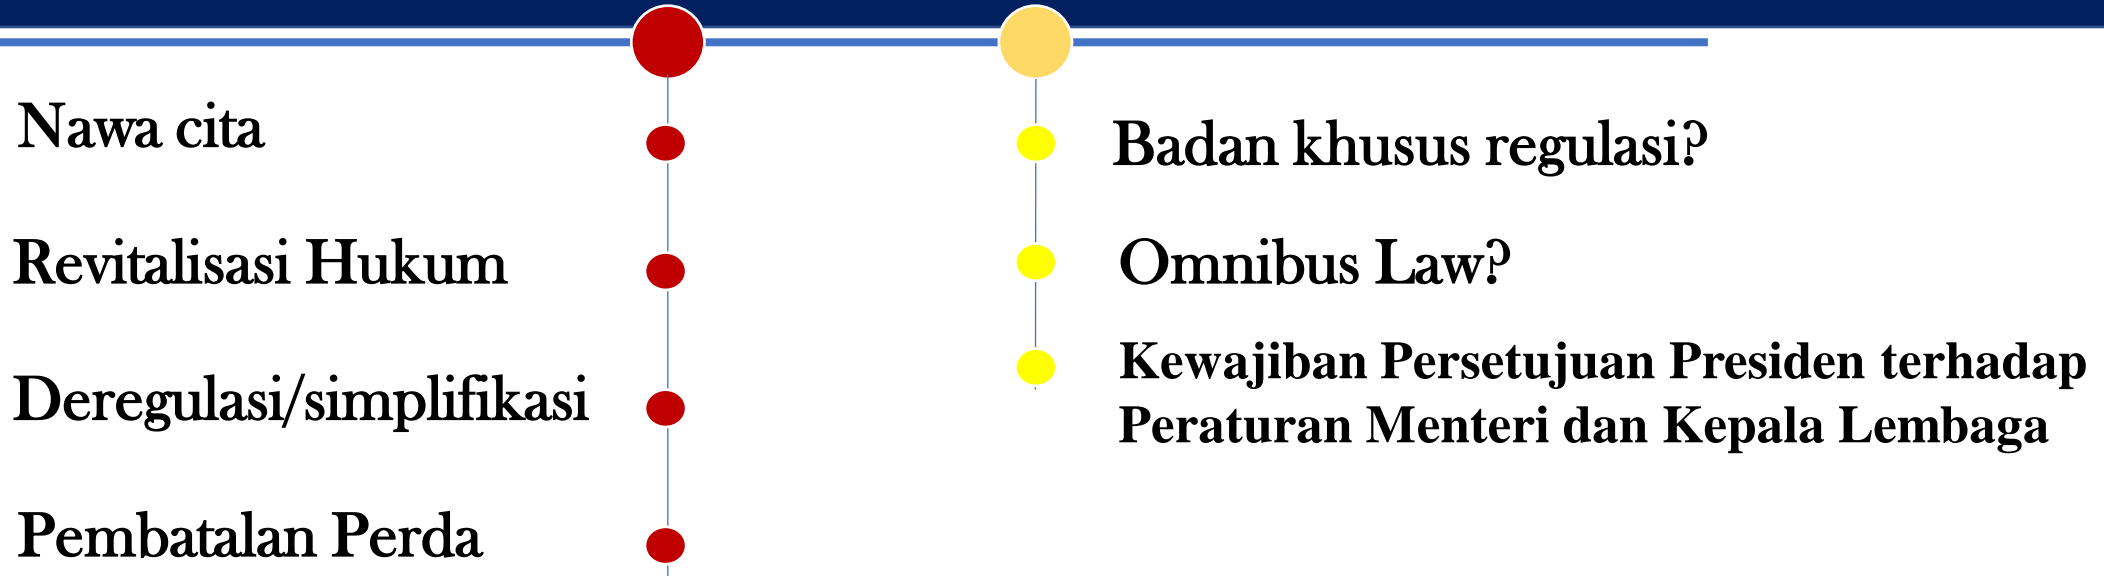 Nawa cita
Revitalisasi Hukum
Deregulasi/simplifikasi
Pembatalan Perda
Badan khusus regulasi?
Omnibus Law?
Kewajiban Persetujuan Presiden terhadap
Peraturan Menteri dan Kepala Lembaga